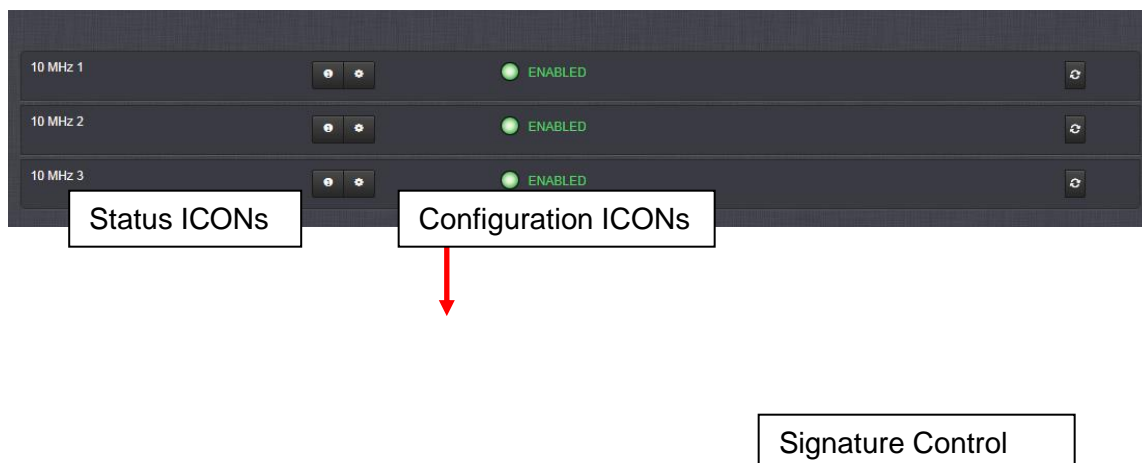 10 MHz 1
ENABLED
10 MHz 2
ENABLED
10 MHz 3
ENABLED
Status ICONs
Configuration ICONs
Signature Control